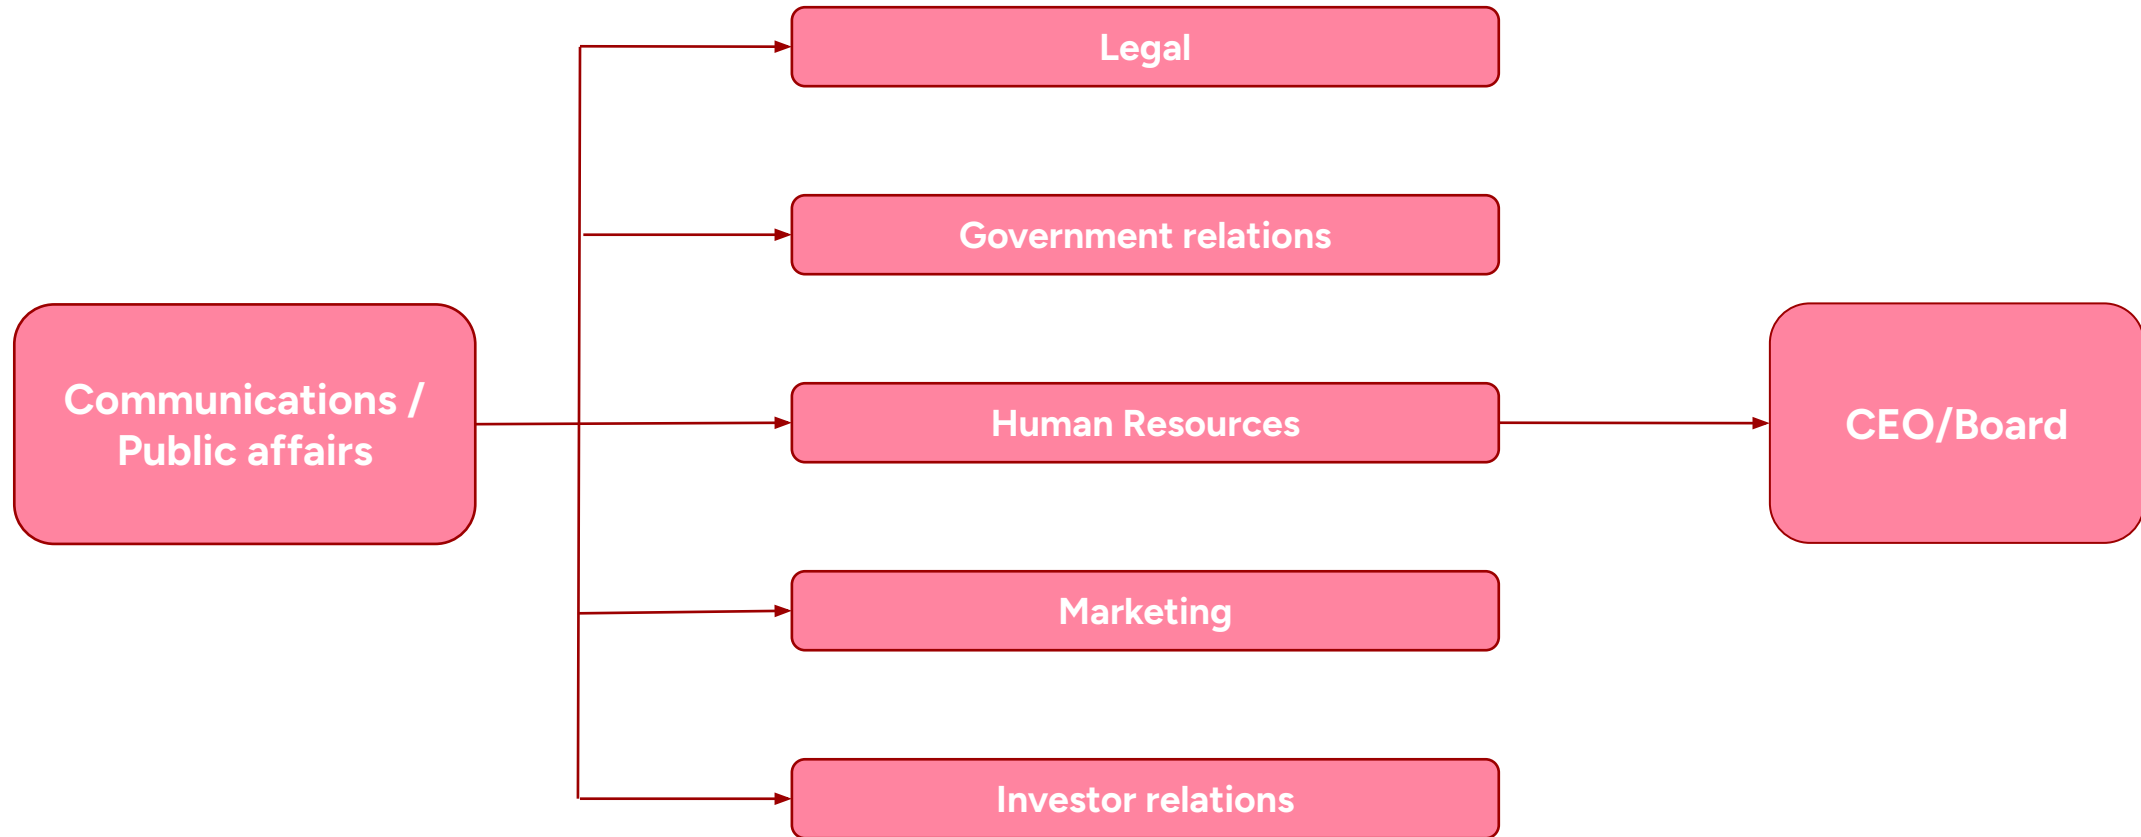 Communications /
Public affairs
Legal
Government relations
Human Resources
Marketing
Investor relations
CEO/Board